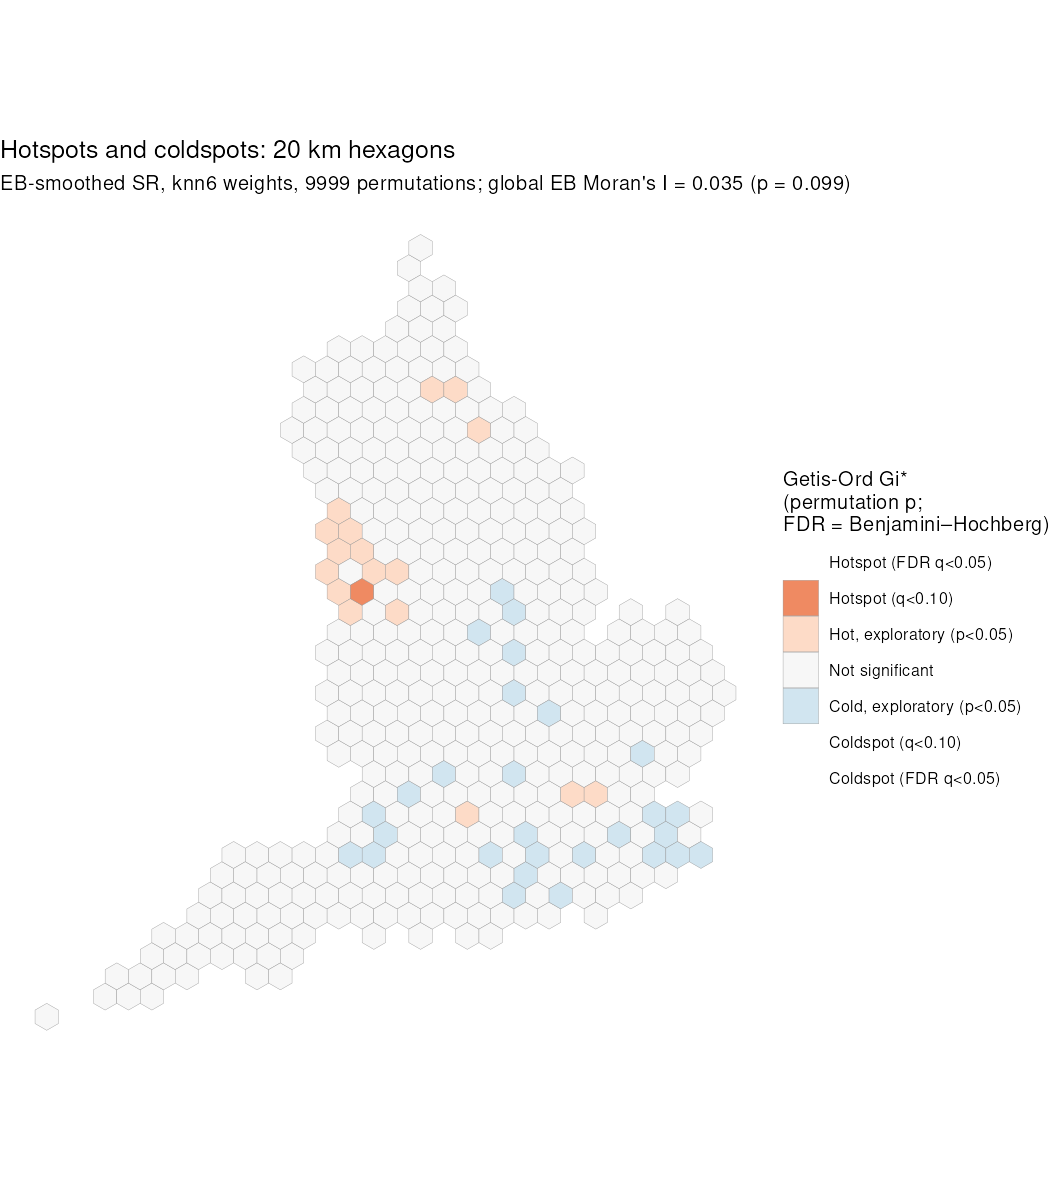 Hotspots and coldspots: 20 km hexagons
EB-smoothed SR, knn6 weights, 9999 permutations; global EB Moran's I = 0.035 (p = 0.099)
Getis-Ord Gi*
(permutation p;
FDR = Benjamini–Hochberg)
Hotspot (FDR q<0.05)
Hotspot (q<0.10)
Hot, exploratory (p<0.05)
Not significant
Cold, exploratory (p<0.05)
Coldspot (q<0.10)
Coldspot (FDR q<0.05)